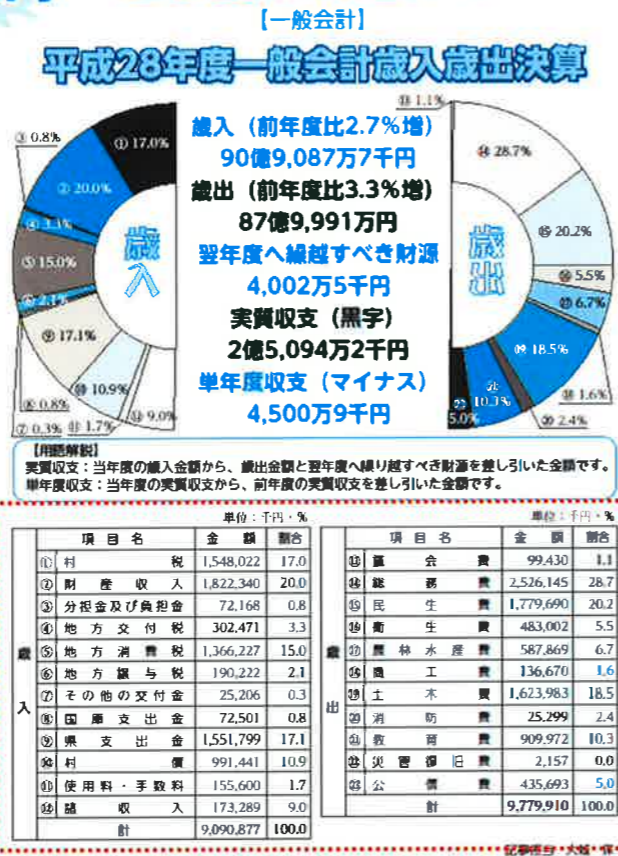 【一般会計】
平成28年度一般会計歳入歳出決算
③ 0.8%
① 17.0%
② 20.0%
④ 3.3%
⑤ 15.0%
⑥ 2.1%
⑨ 17.1%
⑩ 10.9%
⑧ 0.8%
⑦ 0.3%
⑪ 1.7%
⑫ 9.0%
歳入
歳入（前年度比2.7%増）
90億9,087万7千円
歳出（前年度比3.3%増）
87億9,991万円
翌年度へ繰越すべき財源
4,002万5千円
実質収支（黒字）
2億5,094万2千円
単年度収支（マイナス）
4,500万9千円
⑬ 1.1%
⑭ 28.7%
⑮ 20.2%
⑯ 5.5%
⑰ 6.7%
⑲ 18.5%
⑱ 1.6%
⑳ 2.4%
㉑ 10.3%
㉓ 5.0%
歳出
【用語解説】
実質収支：当年度の歳入金額から、歳出金額と翌年度へ繰り越すべき財源を差し引いた金額です。
単年度収支：当年度の実質収支から、前年度の実質収支を差し引いた金額です。
単位：千円・%
項目名 金額 割合
歳入
① 村税 1,548,022 17.0
② 財産収入 1,822,340 20.0
③ 分担金及び負担金 72,168 0.8
④ 地方交付税 302,471 3.3
⑤ 地方消費税 1,366,227 15.0
⑥ 地方譲与税 190,222 2.1
⑦ その他の交付金 25,206 0.3
⑧ 国庫支出金 72,501 0.8
⑨ 県支出金 1,551,799 17.1
⑩ 村債 991,441 10.9
⑪ 使用料・手数料 155,600 1.7
⑫ 諸収入 173,289 9.0
計 9,090,877 100.0
単位：千円・%
項目名 金額 割合
歳出
⑬ 議会費 99.430 1.1
⑭ 総務費 2,526,145 28.7
⑮ 民生費 1,779,690 20.2
⑯ 衛生費 483,002 5.5
⑰ 農林水産費 587,869 6.7
⑱ 商工費 136,670 1.6
⑲ 土木費 1,623,983 18.5
⑳ 消防費 25,299 2.4
㉑ 教育費 909,972 10.3
㉒ 災害復旧費 2,157 0.0
㉓ 公債費 435,693 5.0
計 9,779,910 100.0
記事担当